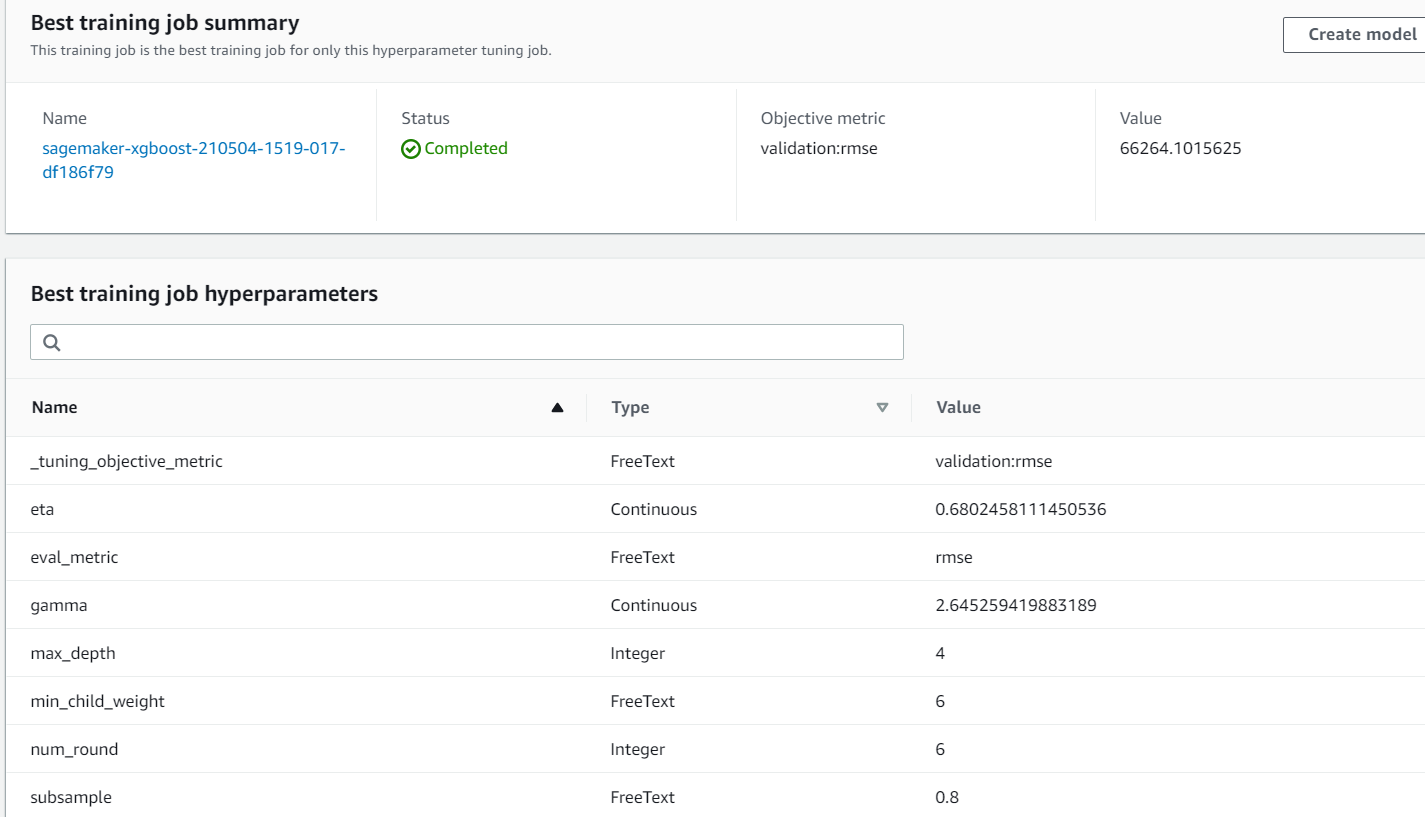 Best training job summary
This training job is the best training job for only this hyperparameter tuning job.
Create model
Name
sagemaker-xgboost-210504-1519-017-
df186f79
Status
Completed
Objective metric
validation:rmse
Value
66264.1015625
Best training job hyperparameters
Name Type Value
_tuning_objective_metric FreeText validation:rmse
eta Continuous 0.6802458111450536
eval_metric FreeText rmse
gamma Continuous 2.645259419883189
max_depth Integer 4
min_child_weight FreeText 6
num_round Integer 6
subsample FreeText 0.8